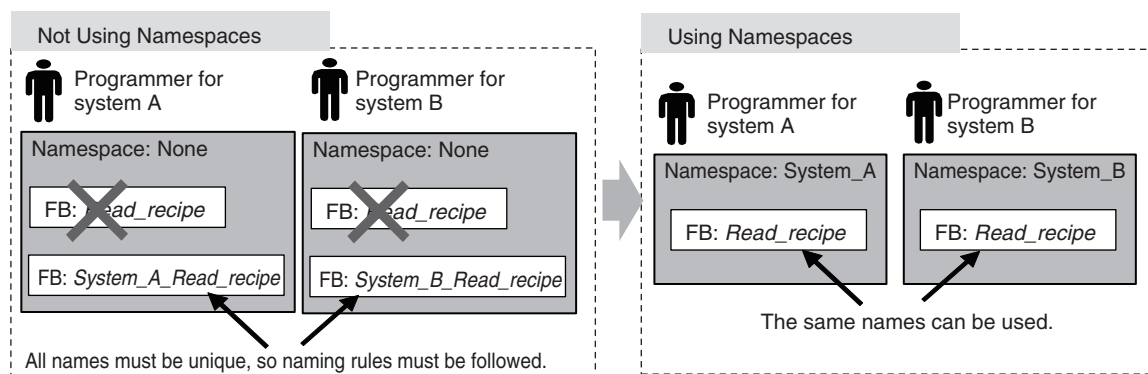 Not Using Namespaces
Programmer for
system A
Programmer for
system B
Namespace: None
Namespace: None
FB: Read_recipe
FB: Read_recipe
FB: System_A_Read_recipe
FB: System_B_Read_recipe
All names must be unique, so naming rules must be followed.
Using Namespaces
Programmer for
system A
Programmer for
system B
Namespace: System_A
Namespace: System_B
FB: Read_recipe
FB: Read_recipe
The same names can be used.